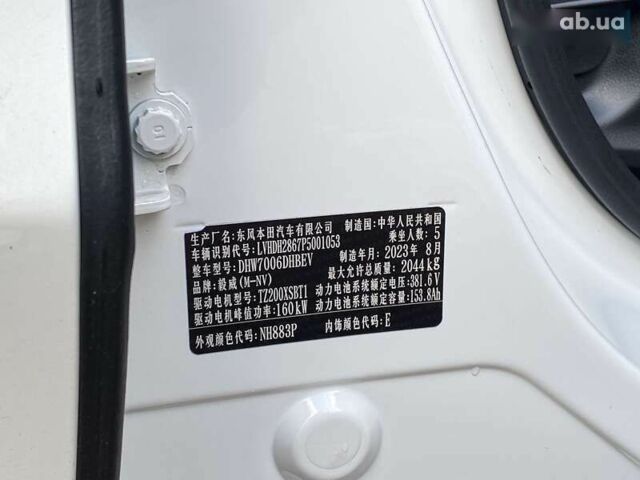 ab.ua
10
生产厂名:东风本田汽车有限公司 制造国:中华人民共和国
车辆识别代号:LVHDH2867P5001053 乘坐人数: 5
整车型号: DHW7006DHBEV 制造年月:2023年 8月
品牌:毅威(M-NV) 最大允许总质量: 2044kg
驱动电机型号: TZ200XSBT1 动力电池系统额定电压:381.6V
驱动电机峰值功率:160kW 动力电池系统额定容量:153.8Ah
外观颜色代码:NH883P 内饰颜色代码:E